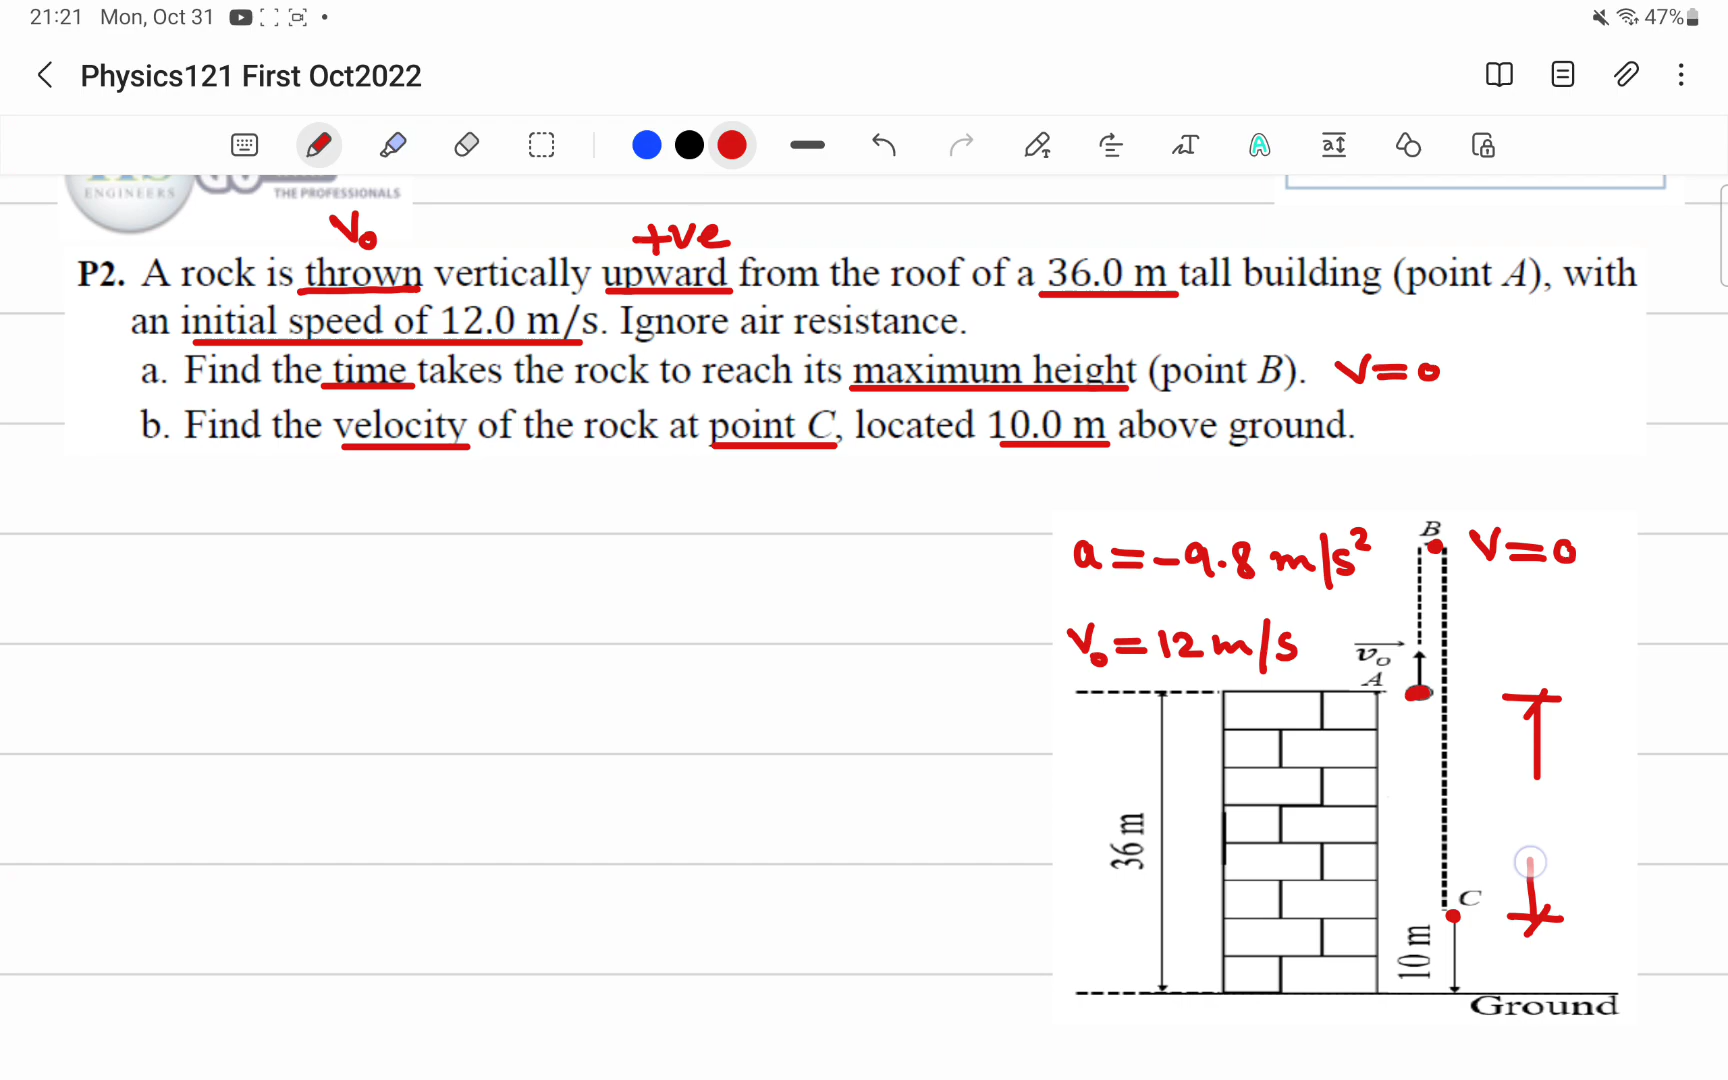 21:21 Mon, Oct 31
47%
Physics121 First Oct2022
ENGINEERS
THE PROFESSIONALS
V₀
+ve
P2. A rock is thrown vertically upward from the roof of a 36.0 m tall building (point A), with
an initial speed of 12.0 m/s. Ignore air resistance.
a. Find the time takes the rock to reach its maximum height (point B). V=0
b. Find the velocity of the rock at point C, located 10.0 m above ground.
a=-9.8 m/s²
B
V=0
V₀=12 m/s
v₀
A
36 m
C
10 m
Ground